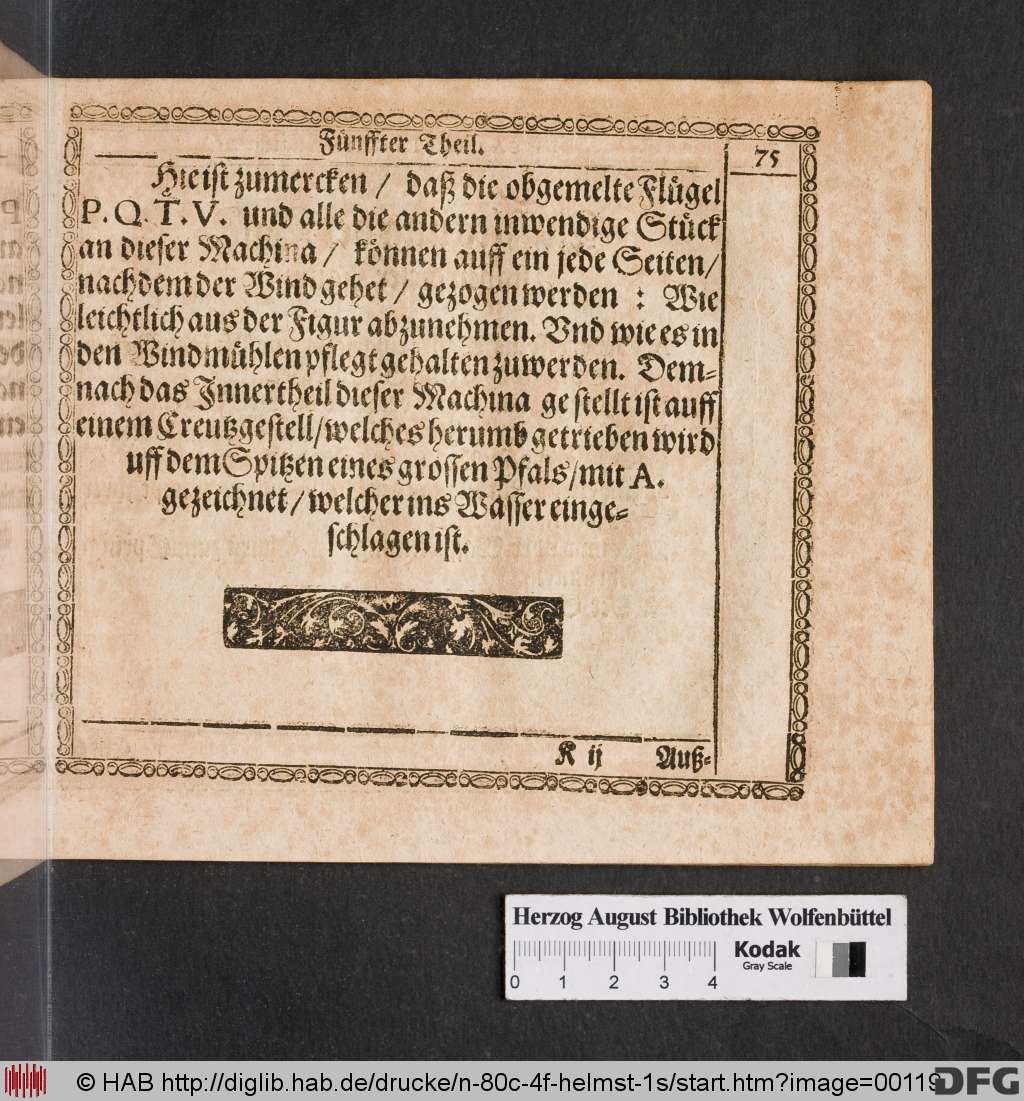 Fünffter Theil.
75
Hie ist zumercken / daß die obgemelte Flügel
P. Q. T. V. und alle die andern inwendige Stück
an dieser Machina / können auff ein jede Seiten /
nachdem der Wind gehet / gezogen werden : Wie
leichtlich aus der Figur abzunehmen. Vnd wie es in
den Windmühlen pflegt gehalten zuwerden. Dem-
nach das Innertheil dieser Machina gestellt ist auff
einem Creutzgestell / welches herumb getrieben wird
uff dem Spitzen eines grossen Pfals / mit A.
gezeichnet / welcher ins Wasser einge-
schlagen ist.
K ij Auß-
Herzog August Bibliothek Wolfenbüttel
Kodak
Gray Scale
0 1 2 3 4
© HAB http://diglib.hab.de/drucke/n-80c-4f-helmst-1s/start.htm?image=00119
DFG